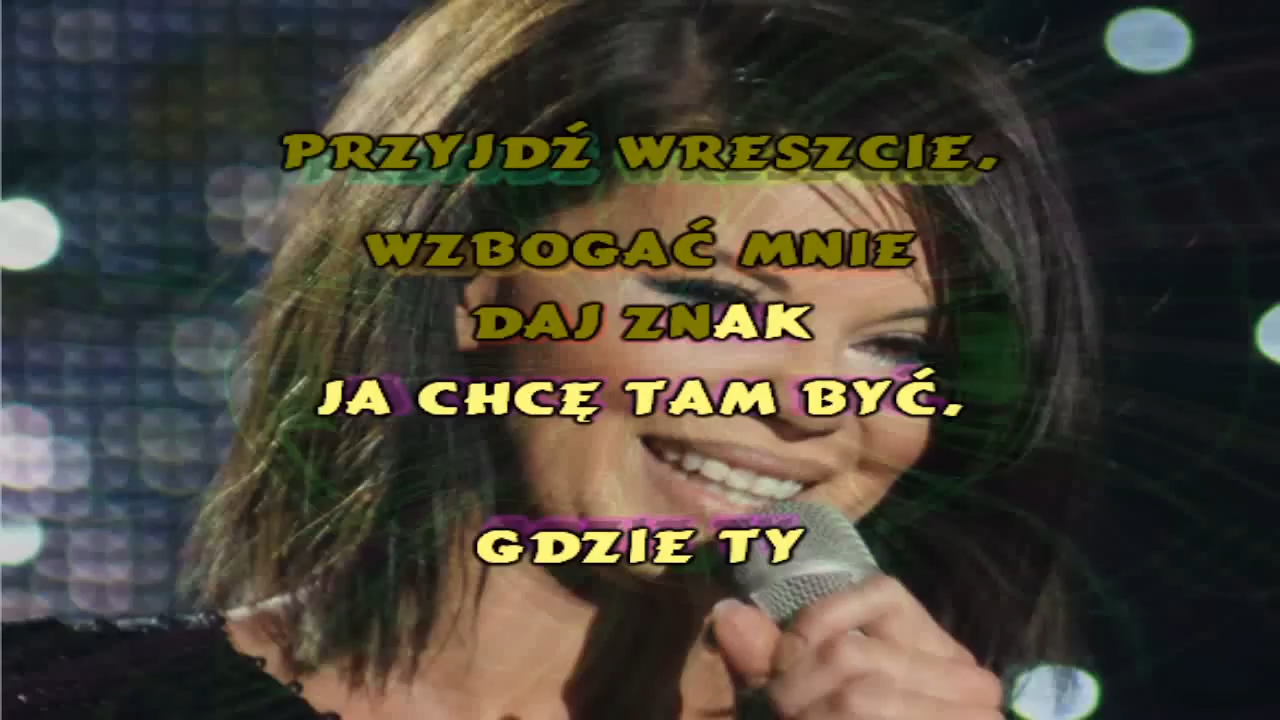 PRZYJDŹ WRESZCIE,
WZBOGAĆ MNIE
DAJ ZNAK
JA CHCĘ TAM BYĆ,
GDZIE TY